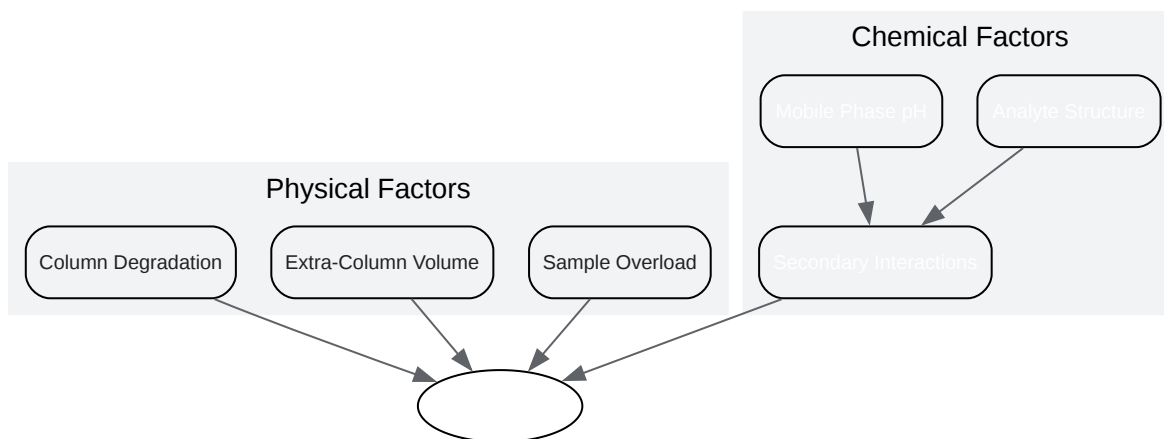 Chemical Factors
Mobile Phase pH
Analyte Structure
Physical Factors
Column Degradation
Extra-Column Volume
Sample Overload
Secondary Interactions